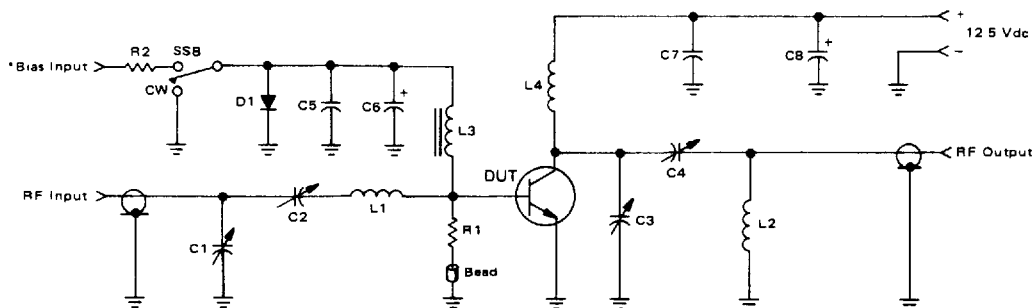 R2
SSB
*Bias Input
CW
D1
C5
C6
+
L3
L4
C7
C8
+
+
12 5 Vdc
−
RF Input
C1
C2
L1
R1
Bead
DUT
C3
C4
L2
RF Output